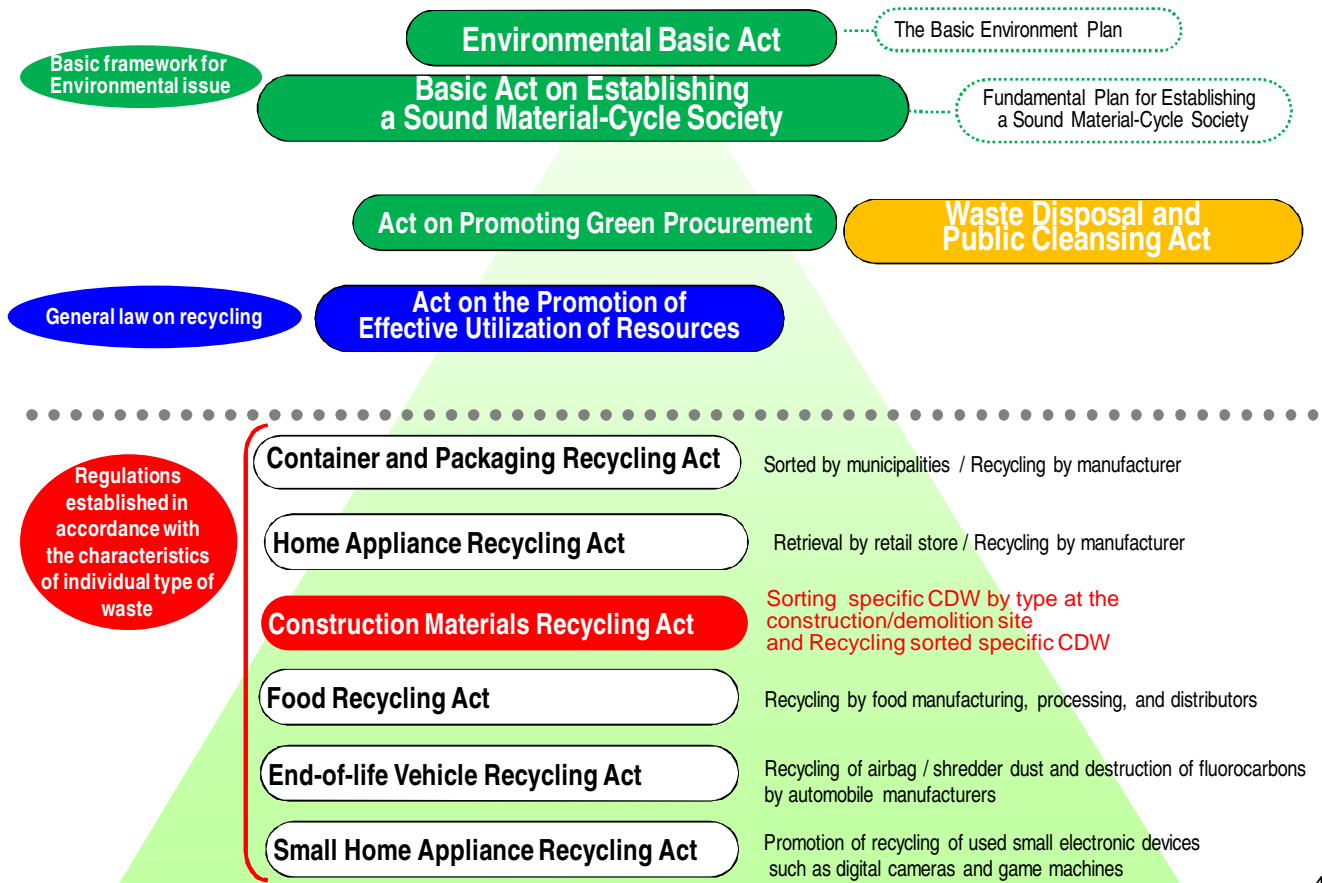 Environmental Basic Act
The Basic Environment Plan
Basic framework for
Environmental issue
Basic Act on Establishing
a Sound Material-Cycle Society
Fundamental Plan for Establishing
a Sound Material-Cycle Society
Act on Promoting Green Procurement
Waste Disposal and
Public Cleansing Act
General law on recycling
Act on the Promotion of
Effective Utilization of Resources
Regulations
established in
accordance with
the characteristics
of individual type of
waste
Container and Packaging Recycling Act
Sorted by municipalities / Recycling by manufacturer
Home Appliance Recycling Act
Retrieval by retail store / Recycling by manufacturer
Construction Materials Recycling Act
Sorting specific CDW by type at the
construction/demolition site
and Recycling sorted specific CDW
Food Recycling Act
Recycling by food manufacturing, processing, and distributors
End-of-life Vehicle Recycling Act
Recycling of airbag / shredder dust and destruction of fluorocarbons
by automobile manufacturers
Small Home Appliance Recycling Act
Promotion of recycling of used small electronic devices
such as digital cameras and game machines